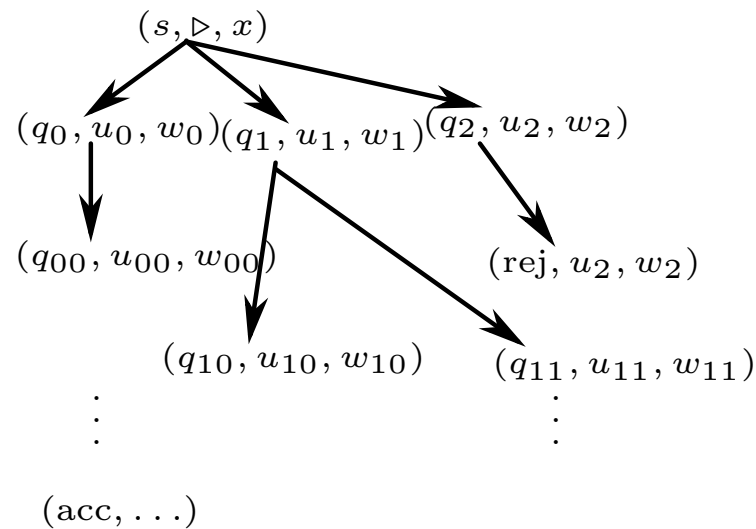 (s, ▷, x)
(q₀, u₀, w₀) (q₁, u₁, w₁) (q₂, u₂, w₂)
(q₀₀, u₀₀, w₀₀) (rej, u₂, w₂)
(q₁₀, u₁₀, w₁₀) (q₁₁, u₁₁, w₁₁)
⋮ ⋮
(acc, . . .)